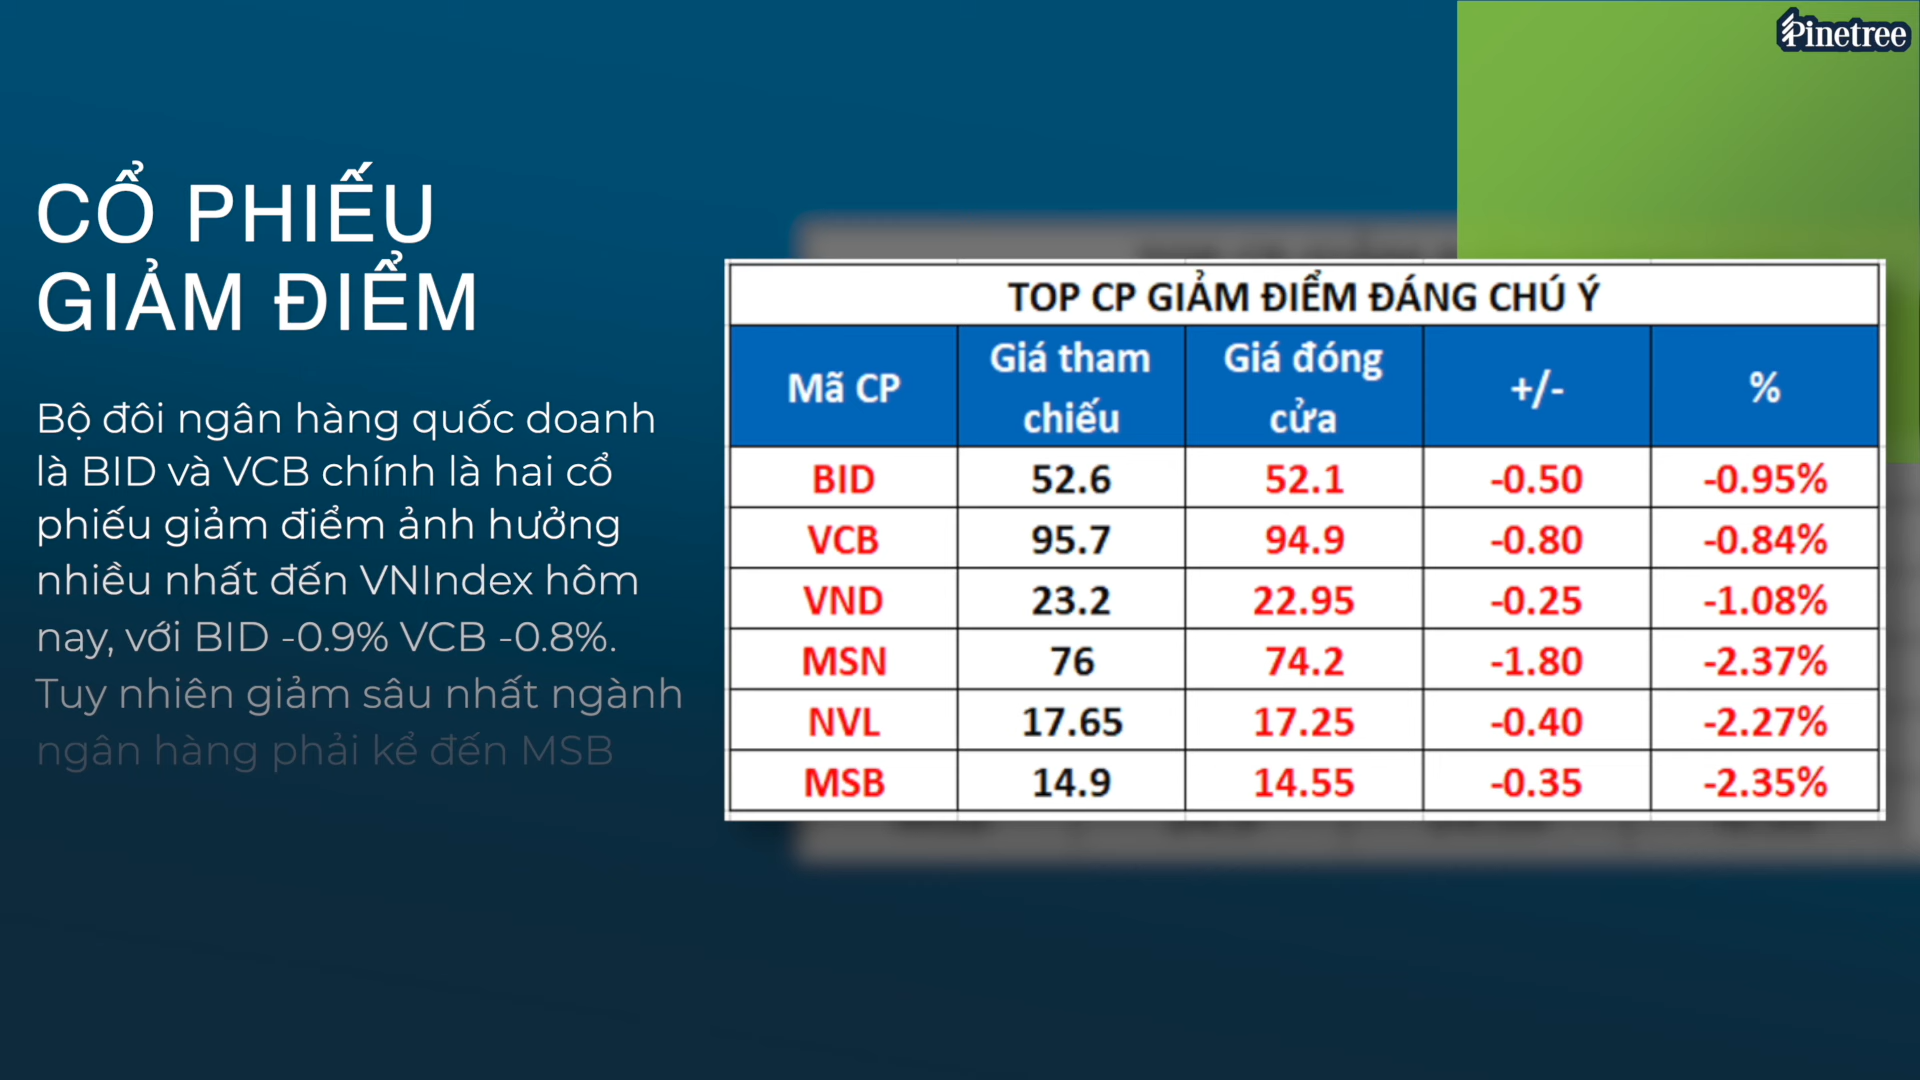 Pinetree
CỔ PHIẾU
GIẢM ĐIỂM
Bộ đôi ngân hàng quốc doanh
là BID và VCB chính là hai cổ
phiếu giảm điểm ảnh hưởng
nhiều nhất đến VNIndex hôm
nay, với BID -0.9% VCB -0.8%.
Tuy nhiên giảm sâu nhất ngành
ngân hàng phải kể đến MSB
TOP CP GIẢM ĐIỂM ĐÁNG CHÚ Ý
Mã CP Giá tham chiếu Giá đóng cửa +/- %
BID 52.6 52.1 -0.50 -0.95%
VCB 95.7 94.9 -0.80 -0.84%
VND 23.2 22.95 -0.25 -1.08%
MSN 76 74.2 -1.80 -2.37%
NVL 17.65 17.25 -0.40 -2.27%
MSB 14.9 14.55 -0.35 -2.35%